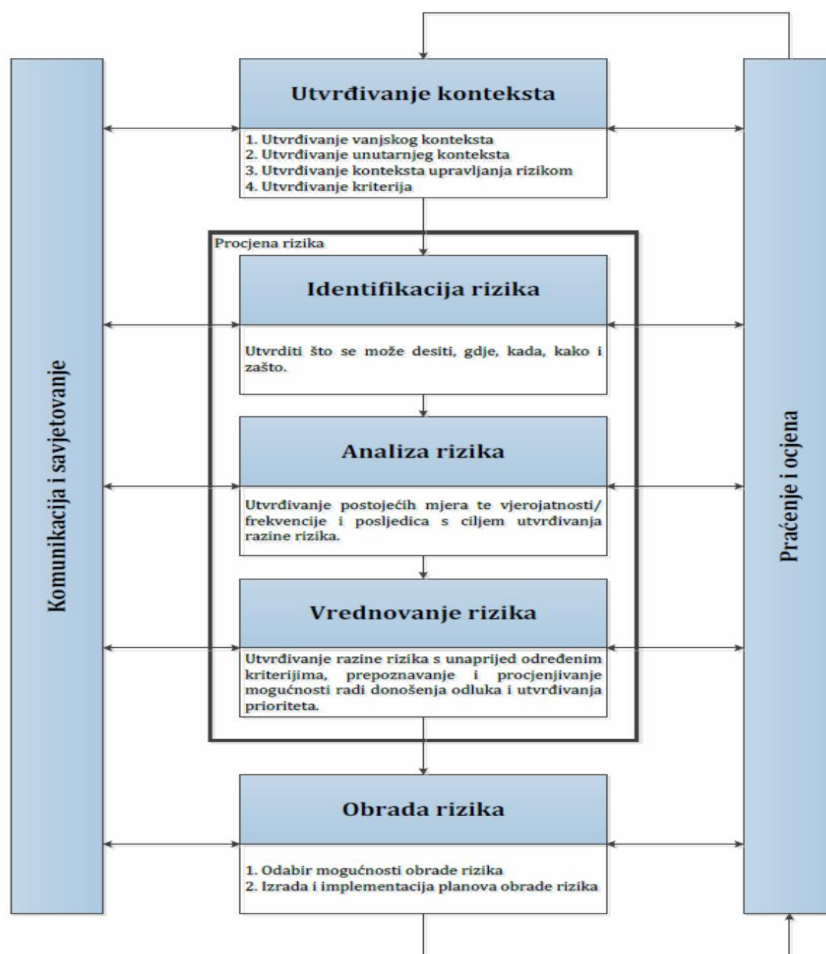 Utvrđivanje konteksta
1. Utvrđivanje vanjskog konteksta
2. Utvrđivanje unutarnjeg konteksta
3. Utvrđivanje konteksta upravljanja rizikom
4. Utvrđivanje kriterija
Procjena rizika
Identifikacija rizika
Utvrditi što se može desiti, gdje, kada, kako i
zašto.
Analiza rizika
Utvrđivanje postojećih mjera te vjerojatnosti/
frekvencije i posljedica s ciljem utvrđivanja
razine rizika.
Vrednovanje rizika
Utvrđivanje razine rizika s unaprijed određenim
kriterijima, prepoznavanje i procjenjivanje
mogućnosti radi donošenja odluka i utvrđivanja
prioriteta.
Obrada rizika
1. Odabir mogućnosti obrade rizika
2. Izrada i implementacija planova obrade rizika
Komunikacija i savjetovanje
Praćenje i ocjena